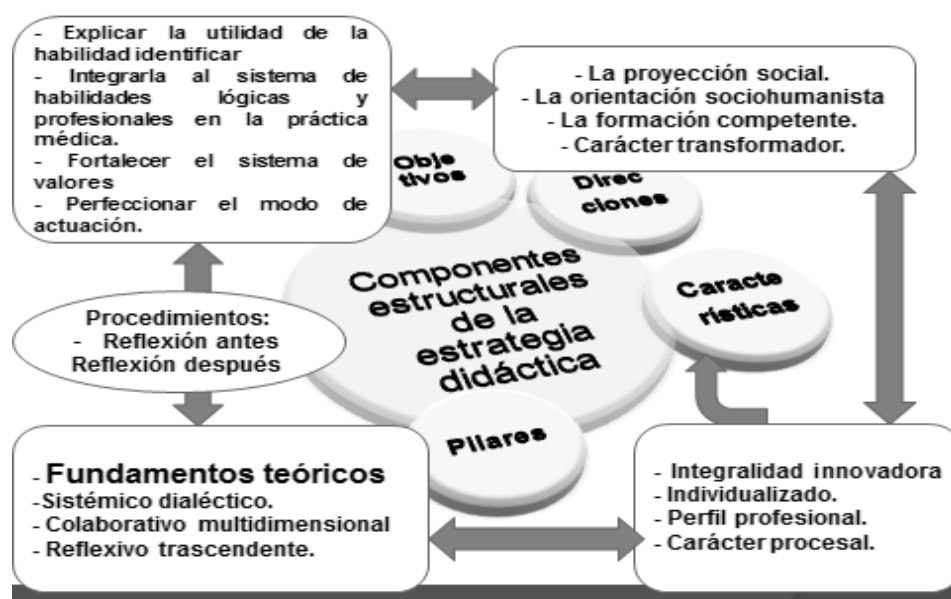 - Explicar la utilidad de la
habilidad identificar
- Integrarla al sistema de
habilidades lógicas y
profesionales en la práctica
médica.
- Fortalecer el sistema de
valores
- Perfeccionar el modo de
actuación.
- La proyección social.
- La orientación sociohumanista
- La formación competente.
- Carácter transformador.
Obje
tivos
Direc
ciones
Componentes
estructurales
de la
estrategia
didáctica
Caracte
rísticas
Procedimientos:
- Reflexión antes
Reflexión después
Pilares
- Fundamentos teóricos
-Sistémico dialéctico.
- Colaborativo multidimensional
- Reflexivo trascendente.
- Integralidad innovadora
- Individualizado.
- Perfil profesional.
- Carácter procesal.